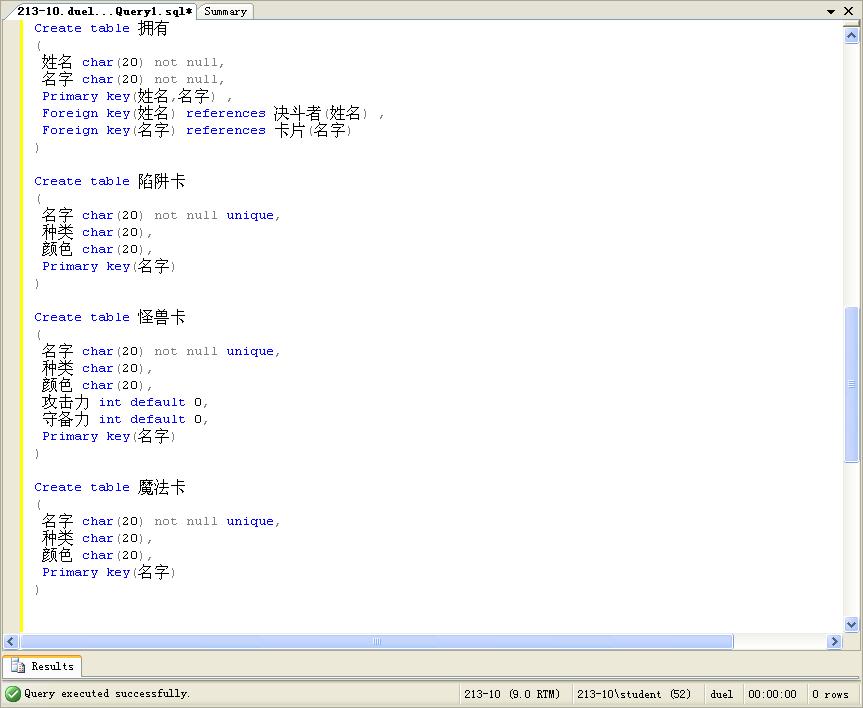 213-10.duel...Query1.sql* Summary
Create table 拥有
(
姓名 char(20) not null,
名字 char(20) not null,
Primary key(姓名,名字) ,
Foreign key(姓名) references 决斗者(姓名) ,
Foreign key(名字) references 卡片(名字)
)
Create table 陷阱卡
(
名字 char(20) not null unique,
种类 char(20),
颜色 char(20),
Primary key(名字)
)
Create table 怪兽卡
(
名字 char(20) not null unique,
种类 char(20),
颜色 char(20),
攻击力 int default 0,
守备力 int default 0,
Primary key(名字)
)
Create table 魔法卡
(
名字 char(20) not null unique,
种类 char(20),
颜色 char(20),
Primary key(名字)
)
Results
Query executed successfully. 213-10 (9.0 RTM) 213-10\student (52) duel 00:00:00 0 rows